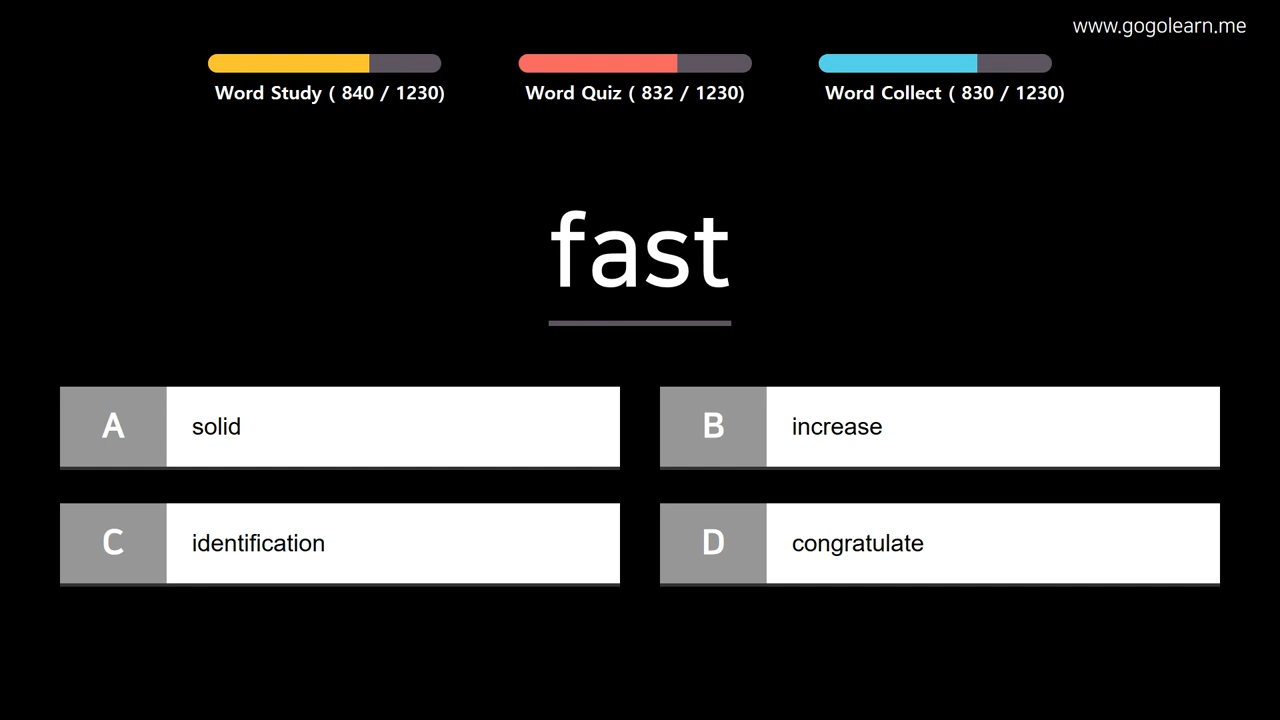 www.gogolearn.me
Word Study ( 840 / 1230)
Word Quiz ( 832 / 1230)
Word Collect ( 830 / 1230)
fast
A solid
B increase
C identification
D congratulate